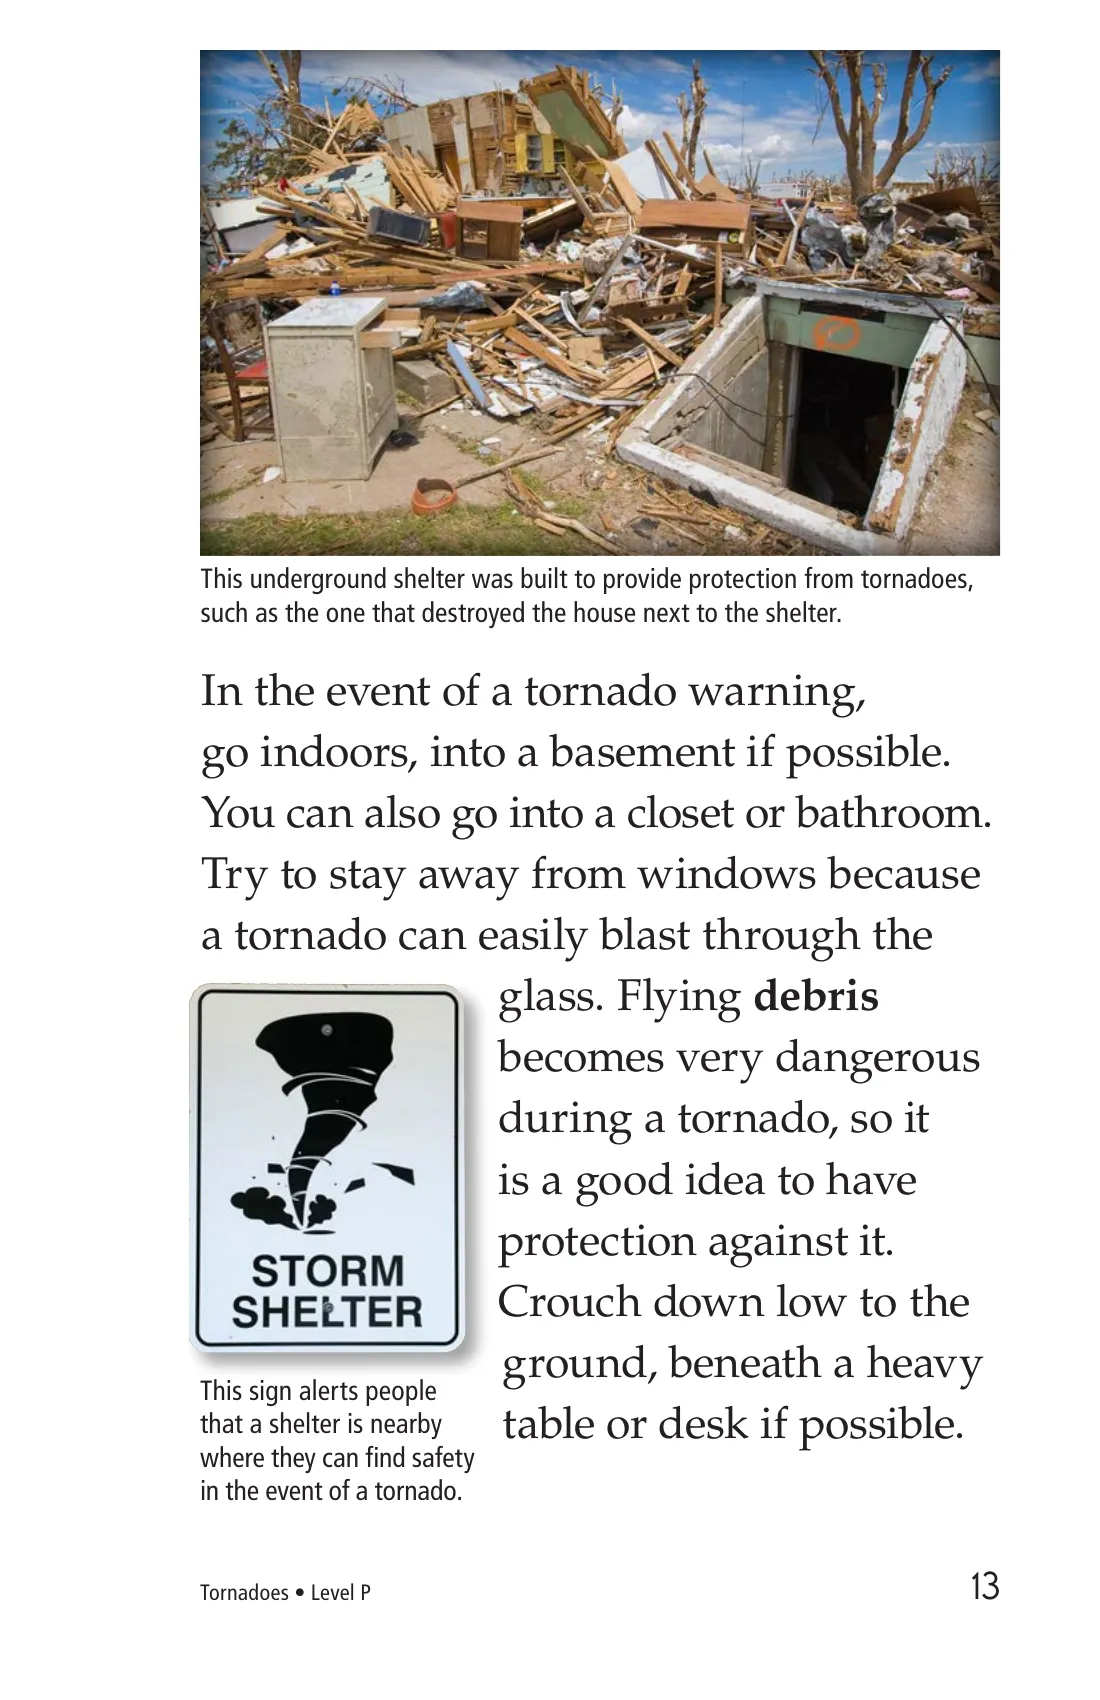 This underground shelter was built to provide protection from tornadoes,
such as the one that destroyed the house next to the shelter.
In the event of a tornado warning,
go indoors, into a basement if possible.
You can also go into a closet or bathroom.
Try to stay away from windows because
a tornado can easily blast through the
glass. Flying debris
becomes very dangerous
during a tornado, so it
is a good idea to have
protection against it.
Crouch down low to the
ground, beneath a heavy
table or desk if possible.
STORM
SHELTER
This sign alerts people
that a shelter is nearby
where they can find safety
in the event of a tornado.
Tornadoes • Level P
13